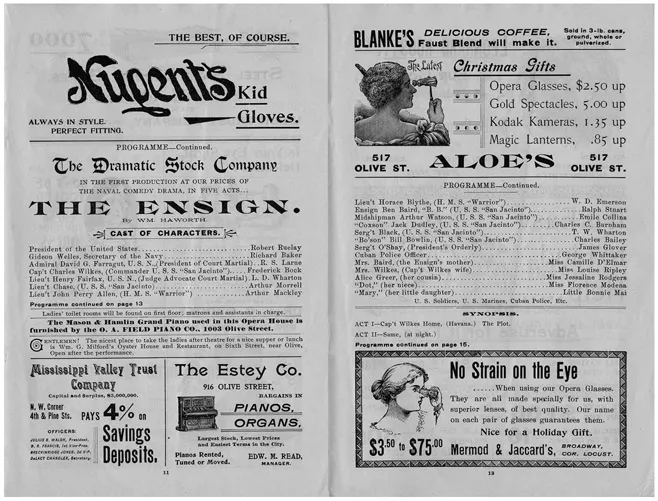 THE BEST, OF COURSE.
Nugent's Kid
Gloves.
ALWAYS IN STYLE.
PERFECT FITTING.
PROGRAMME—Continued.
The Dramatic Stock Company
IN THE FIRST PRODUCTION AT OUR PRICES OF
THE NAVAL COMEDY DRAMA, IN FIVE ACTS...
THE ENSIGN.
By WM. HAWORTH.
CAST OF CHARACTERS.
President of the United States Robert Buelay
Gideon Welles, Secretary of the Navy Richard Baker
Admiral David G. Farragut, U. S. N., (President of Court Martial) E. S. Larze
Cap't Charles Wilkes, (Commander U. S. S. "San Jacinto") Frederick Bock
Lieut Henry Fairfax, U. S. N., (Judge Advocate Court Martial) L. D. Wharton
Lieut Chase, (U. S. S. "San Jacinto) Arthur Morrell
Lieut John Percy Allen, (H. M. S. "Warrior") Arthur Mackley
Programme continued on page 13
Ladies' toilet rooms will be found on first floor; matrons and assistants in charge.
The Mason & Hamlin Grand Piano used in this Opera House is
furnished by the O. A. FIELD PIANO CO., 1003 Olive Street.
GENTLEMEN! The nicest place to take the ladies after theatre for a nice supper or lunch
is Wm. G. Milford's Oyster House and Restaurant, on Sixth Street, near Olive,
Open after the performance.
Mississippi Valley Trust
Company
Capital and Surplus, $3,000,000.
N. W. Corner
4th & Pine Sts.
PAYS 4% on
Savings
Deposits.
OFFICERS:
JULIUS S. WALSH, President.
BRECKINRIDGE JONES,
DeLACY CHANDLER, Secretary.
The Estey Co.
916 OLIVE STREET,
BARGAINS IN
PIANOS,
ORGANS,
Largest Stock, Lowest Prices
and Easiest Terms in the City.
Pianos Rented,
Tuned or Moved.
EDW. M. READ,
MANAGER.
11
BLANKE'S DELICIOUS COFFEE,
Faust Blend will make it.
Sold in 3-lb. cans,
ground, whole or
pulverized.
The Latest Christmas Gifts
Opera Glasses, $2.50 up
Gold Spectacles, 5.00 up
Kodak Kameras, 1.35 up
Magic Lanterns, .85 up
517
OLIVE ST.
ALOE'S
517
OLIVE ST.
PROGRAMME—Continued.
Lieu't Horace Blythe, (H. M. S. "Warrior") W. D. Emerson
Ensign Ben Baird, "B. B." (U. S. S. "San Jacinto") Ralph Stuart
Midshipman Arthur Watson, (U. S. S. "San Jacinto") Emile Collins
"Coxson" Jack Dudley, (U. S. S. "San Jacinto") Charles C. Burnham
Serg't Black, (U. S. S. "San Jacinto") T. W. Wharton
"Bo'son" Bill Bowlin, (U. S. S. "San Jacinto") Charles Bailey
Serg't O'Shay, (President's Orderly) James Glover
Cuban Police Officer George Whittaker
Mrs. Baird, (the Ensign's mother) Miss Camille D'Elmar
Mrs. Wilkes, (Cap't Wilkes wife) Miss Louise Ripley
Alice Greer, (her cousin) Miss Jessaline Rodgers
"Dot," (her niece) Miss Florence Modena
"Mary," (her little daughter) Little Bonnie Mai
U. S. Soldiers, U. S. Marines, Cuban Police, Etc.
SYNOPSIS.
ACT I—Cap't Wilkes Home, (Havana.) The Plot.
ACT II—Same, (at night.)
Programme continued on page 15.
No Strain on the Eye
......When using our Opera Glasses.
They are all made specially for us, with
superior lenses, of best quality. Our name
on each pair of glasses guarantees them.
Nice for a Holiday Gift.
$3.50 to $75.00
Mermod & Jaccard's,
BROADWAY,
COR. LOCUST.
13